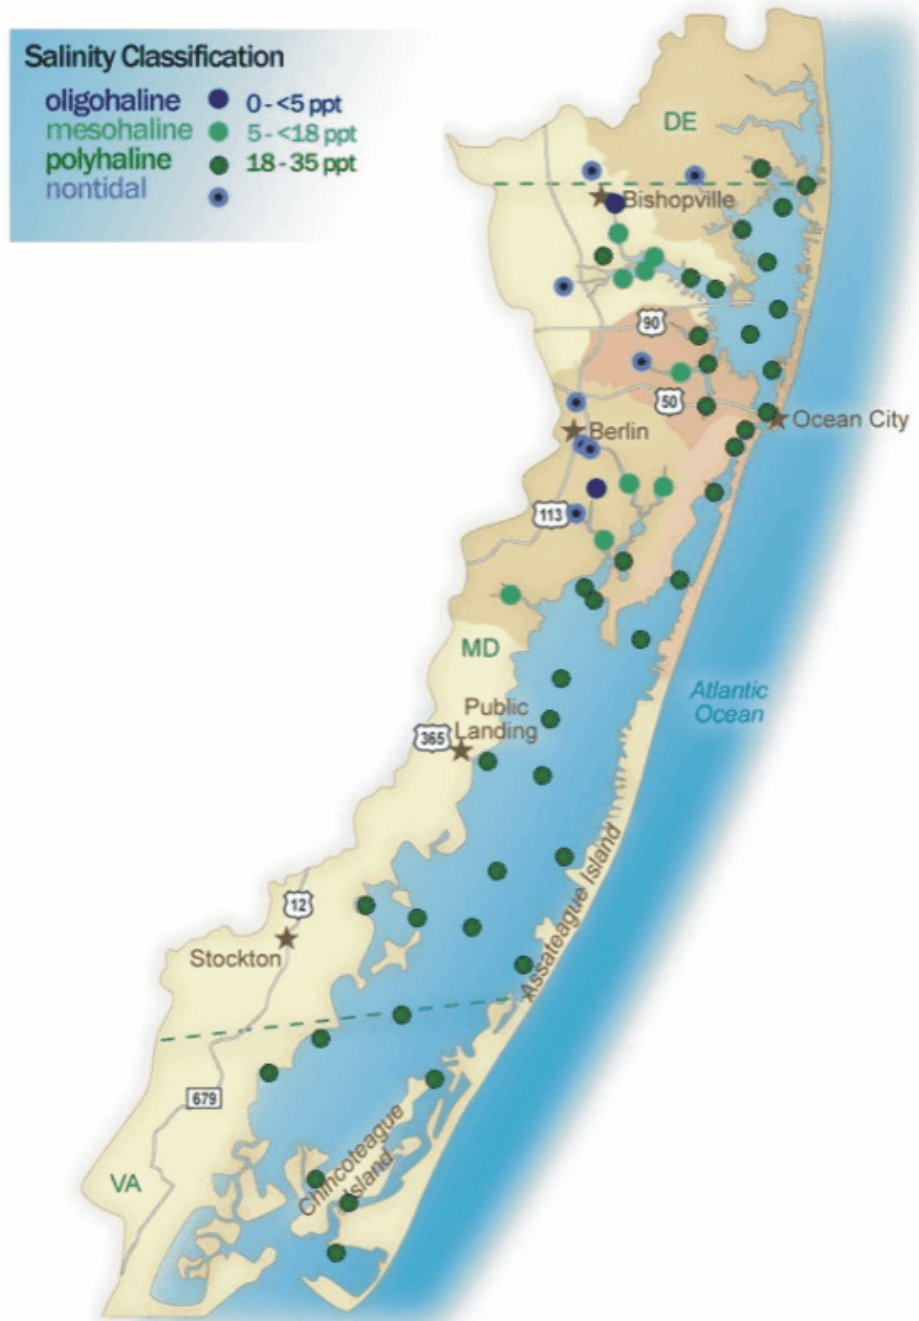 Salinity Classification
oligohaline 0 - <5 ppt
mesohaline 5 - <18 ppt
polyhaline 18 - 35 ppt
nontidal
DE
Bishopville
90
50
Ocean City
Berlin
113
MD
Atlantic
Ocean
Public
Landing
365
Assateague Island
12
Stockton
679
Chincoteague
Island
VA